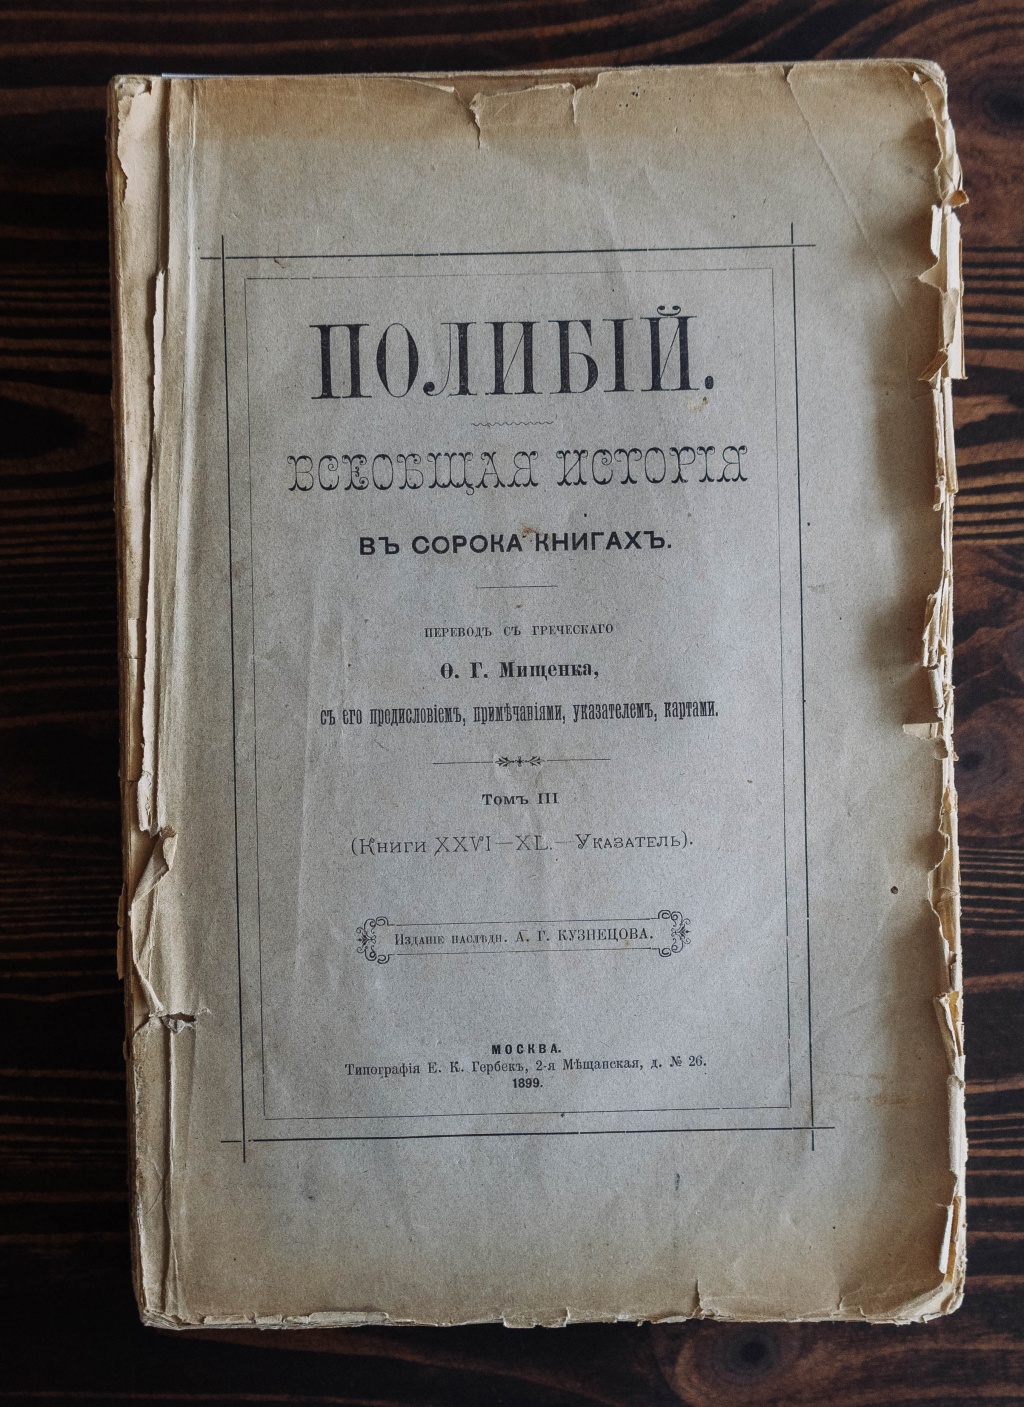 ПОЛИБІЙ.
ВСЕОБЩАЯ ИСТОРІЯ
ВЪ СОРОКА КНИГАХЪ.
ПЕРЕВОДЪ СЪ ГРЕЧЕСКАГО
Ѳ. Г. Мищенка,
съ его предисловіемъ, примѣчаніями, указателемъ, картами.
Томъ III
(Книги XXVI—XL.—Указатель).
Изданіе наслѣдн. А. Г. КУЗНЕЦОВА.
МОСКВА.
Типографія Е. К. Гербекъ, 2-я Мѣщанская, д. № 26.
1899.